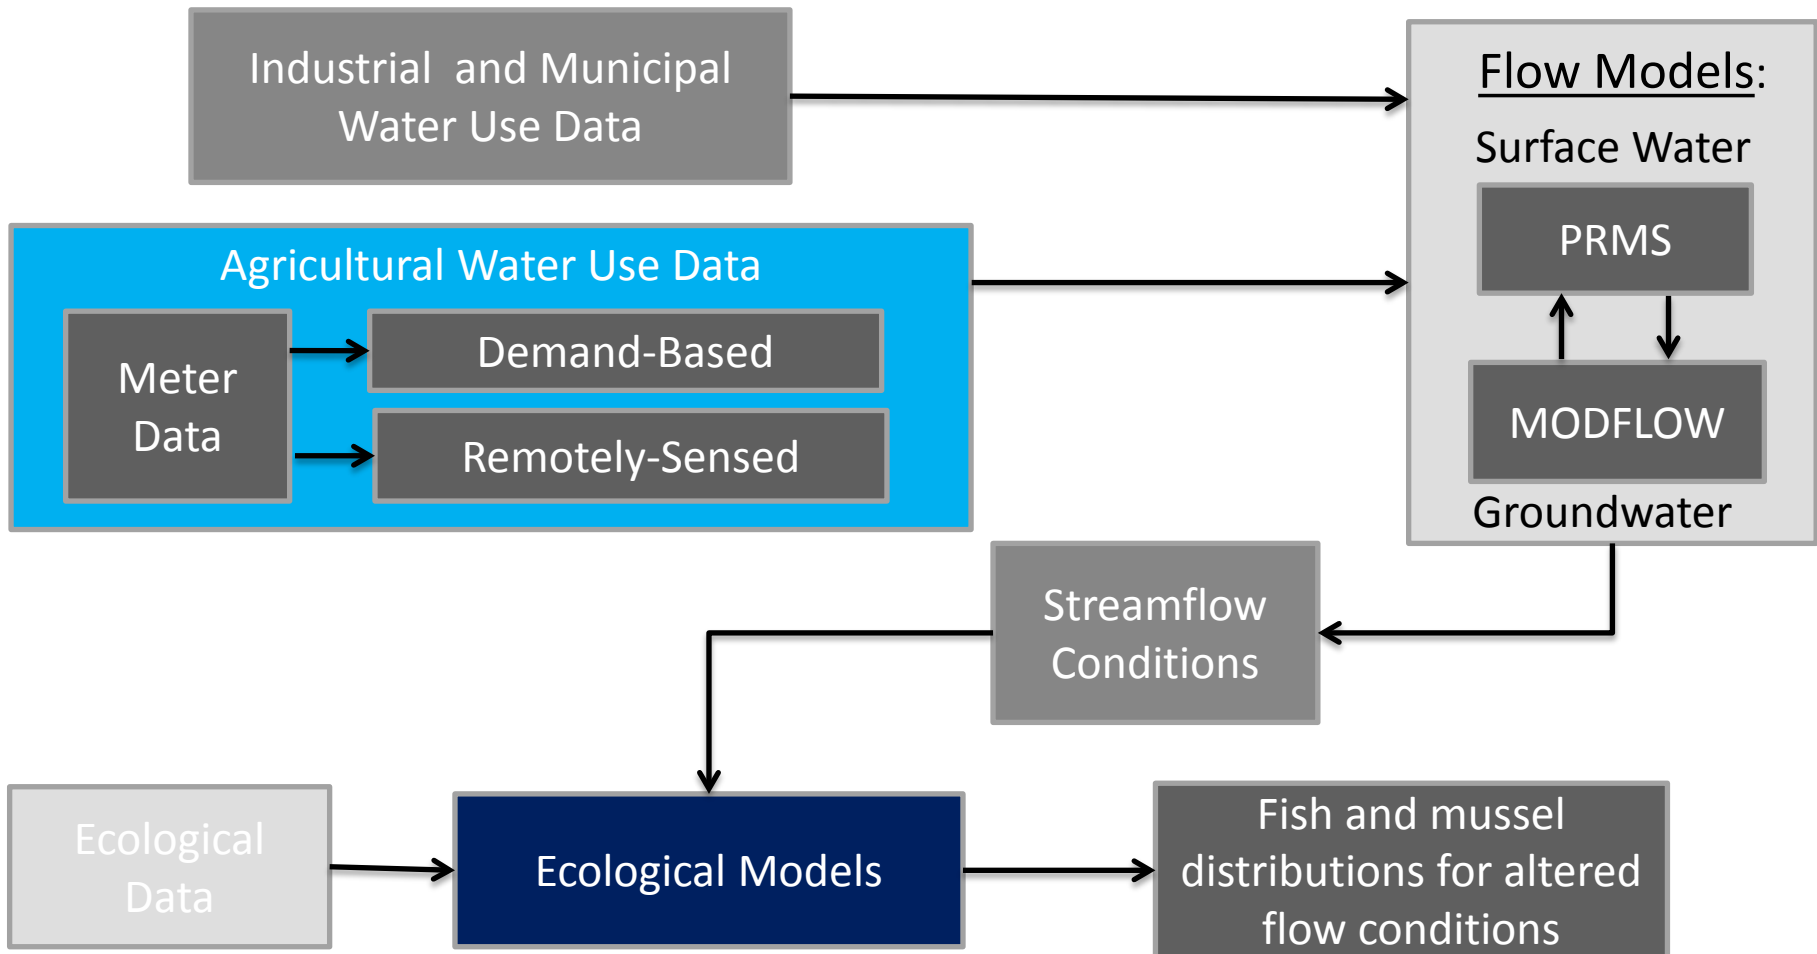 Industrial and Municipal
Water Use Data
Flow Models:
Surface Water
PRMS
MODFLOW
Groundwater
Agricultural Water Use Data
Meter
Data
Demand-Based
Remotely-Sensed
Streamflow
Conditions
Ecological
Data
Ecological Models
Fish and mussel
distributions for altered
flow conditions